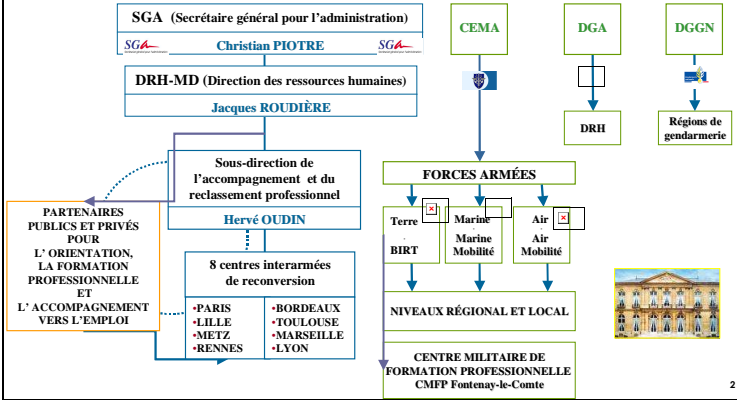 SGA (Secrétaire général pour l'administration)
SGA
Christian PIOTRE
SGA
DRH-MD (Direction des ressources humaines)
Jacques ROUDIÈRE
Sous-direction de
l'accompagnement et du
reclassement professionnel
Hervé OUDIN
PARTENAIRES
PUBLICS ET PRIVÉS
POUR
L' ORIENTATION,
LA FORMATION
PROFESSIONNELLE
ET
L' ACCOMPAGNEMENT
VERS L'EMPLOI
8 centres interarmées
de reconversion
•PARIS
•LILLE
•METZ
•RENNES
•BORDEAUX
•TOULOUSE
•MARSEILLE
•LYON
CEMA
DGA
DGGN
DRH
Régions de
gendarmerie
FORCES ARMÉES
Terre
.
BIRT
Marine
.
Marine
Mobilité
Air
.
Air
Mobilité
NIVEAUX RÉGIONAL ET LOCAL
CENTRE MILITAIRE DE
FORMATION PROFESSIONNELLE
CMFP Fontenay-le-Comte
2